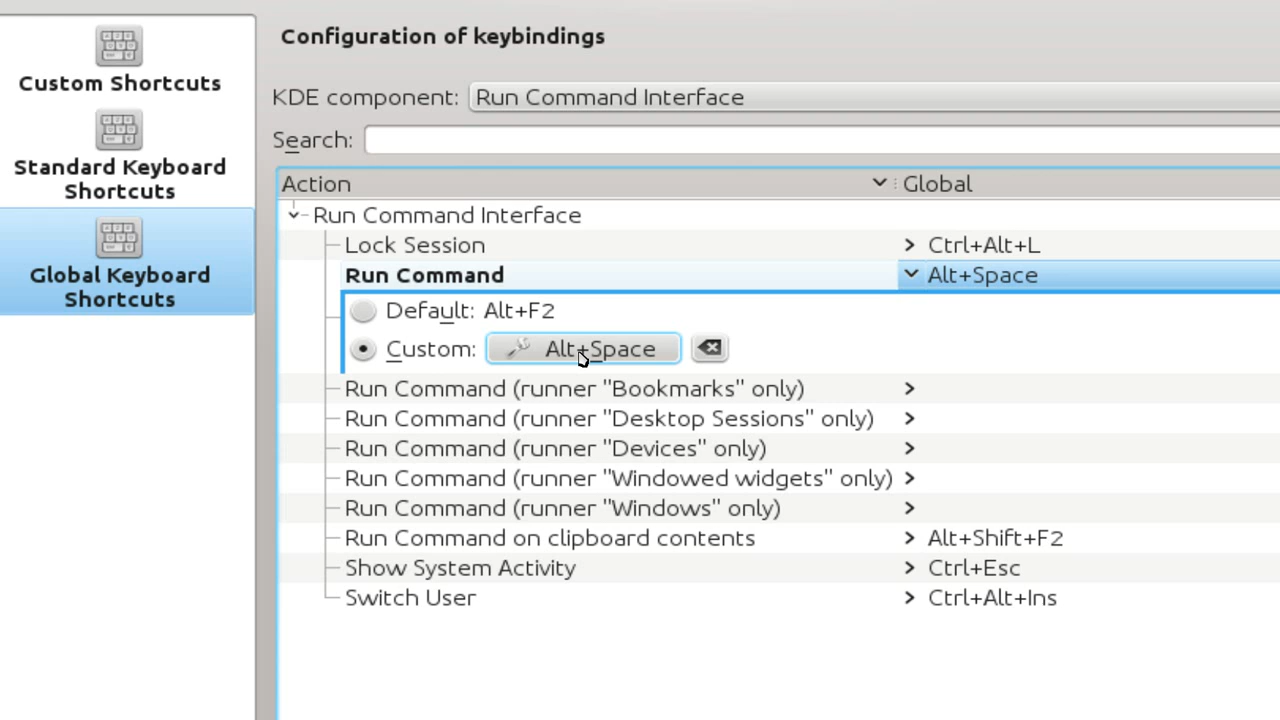 Custom Shortcuts
Standard Keyboard
Shortcuts
Global Keyboard
Shortcuts
Configuration of keybindings
KDE component: Run Command Interface
Search:
Action Global
Run Command Interface
Lock Session Ctrl+Alt+L
Run Command Alt+Space
Default: Alt+F2
Custom: Alt+Space
Run Command (runner "Bookmarks" only)
Run Command (runner "Desktop Sessions" only)
Run Command (runner "Devices" only)
Run Command (runner "Windowed widgets" only)
Run Command (runner "Windows" only)
Run Command on clipboard contents Alt+Shift+F2
Show System Activity Ctrl+Esc
Switch User Ctrl+Alt+Ins